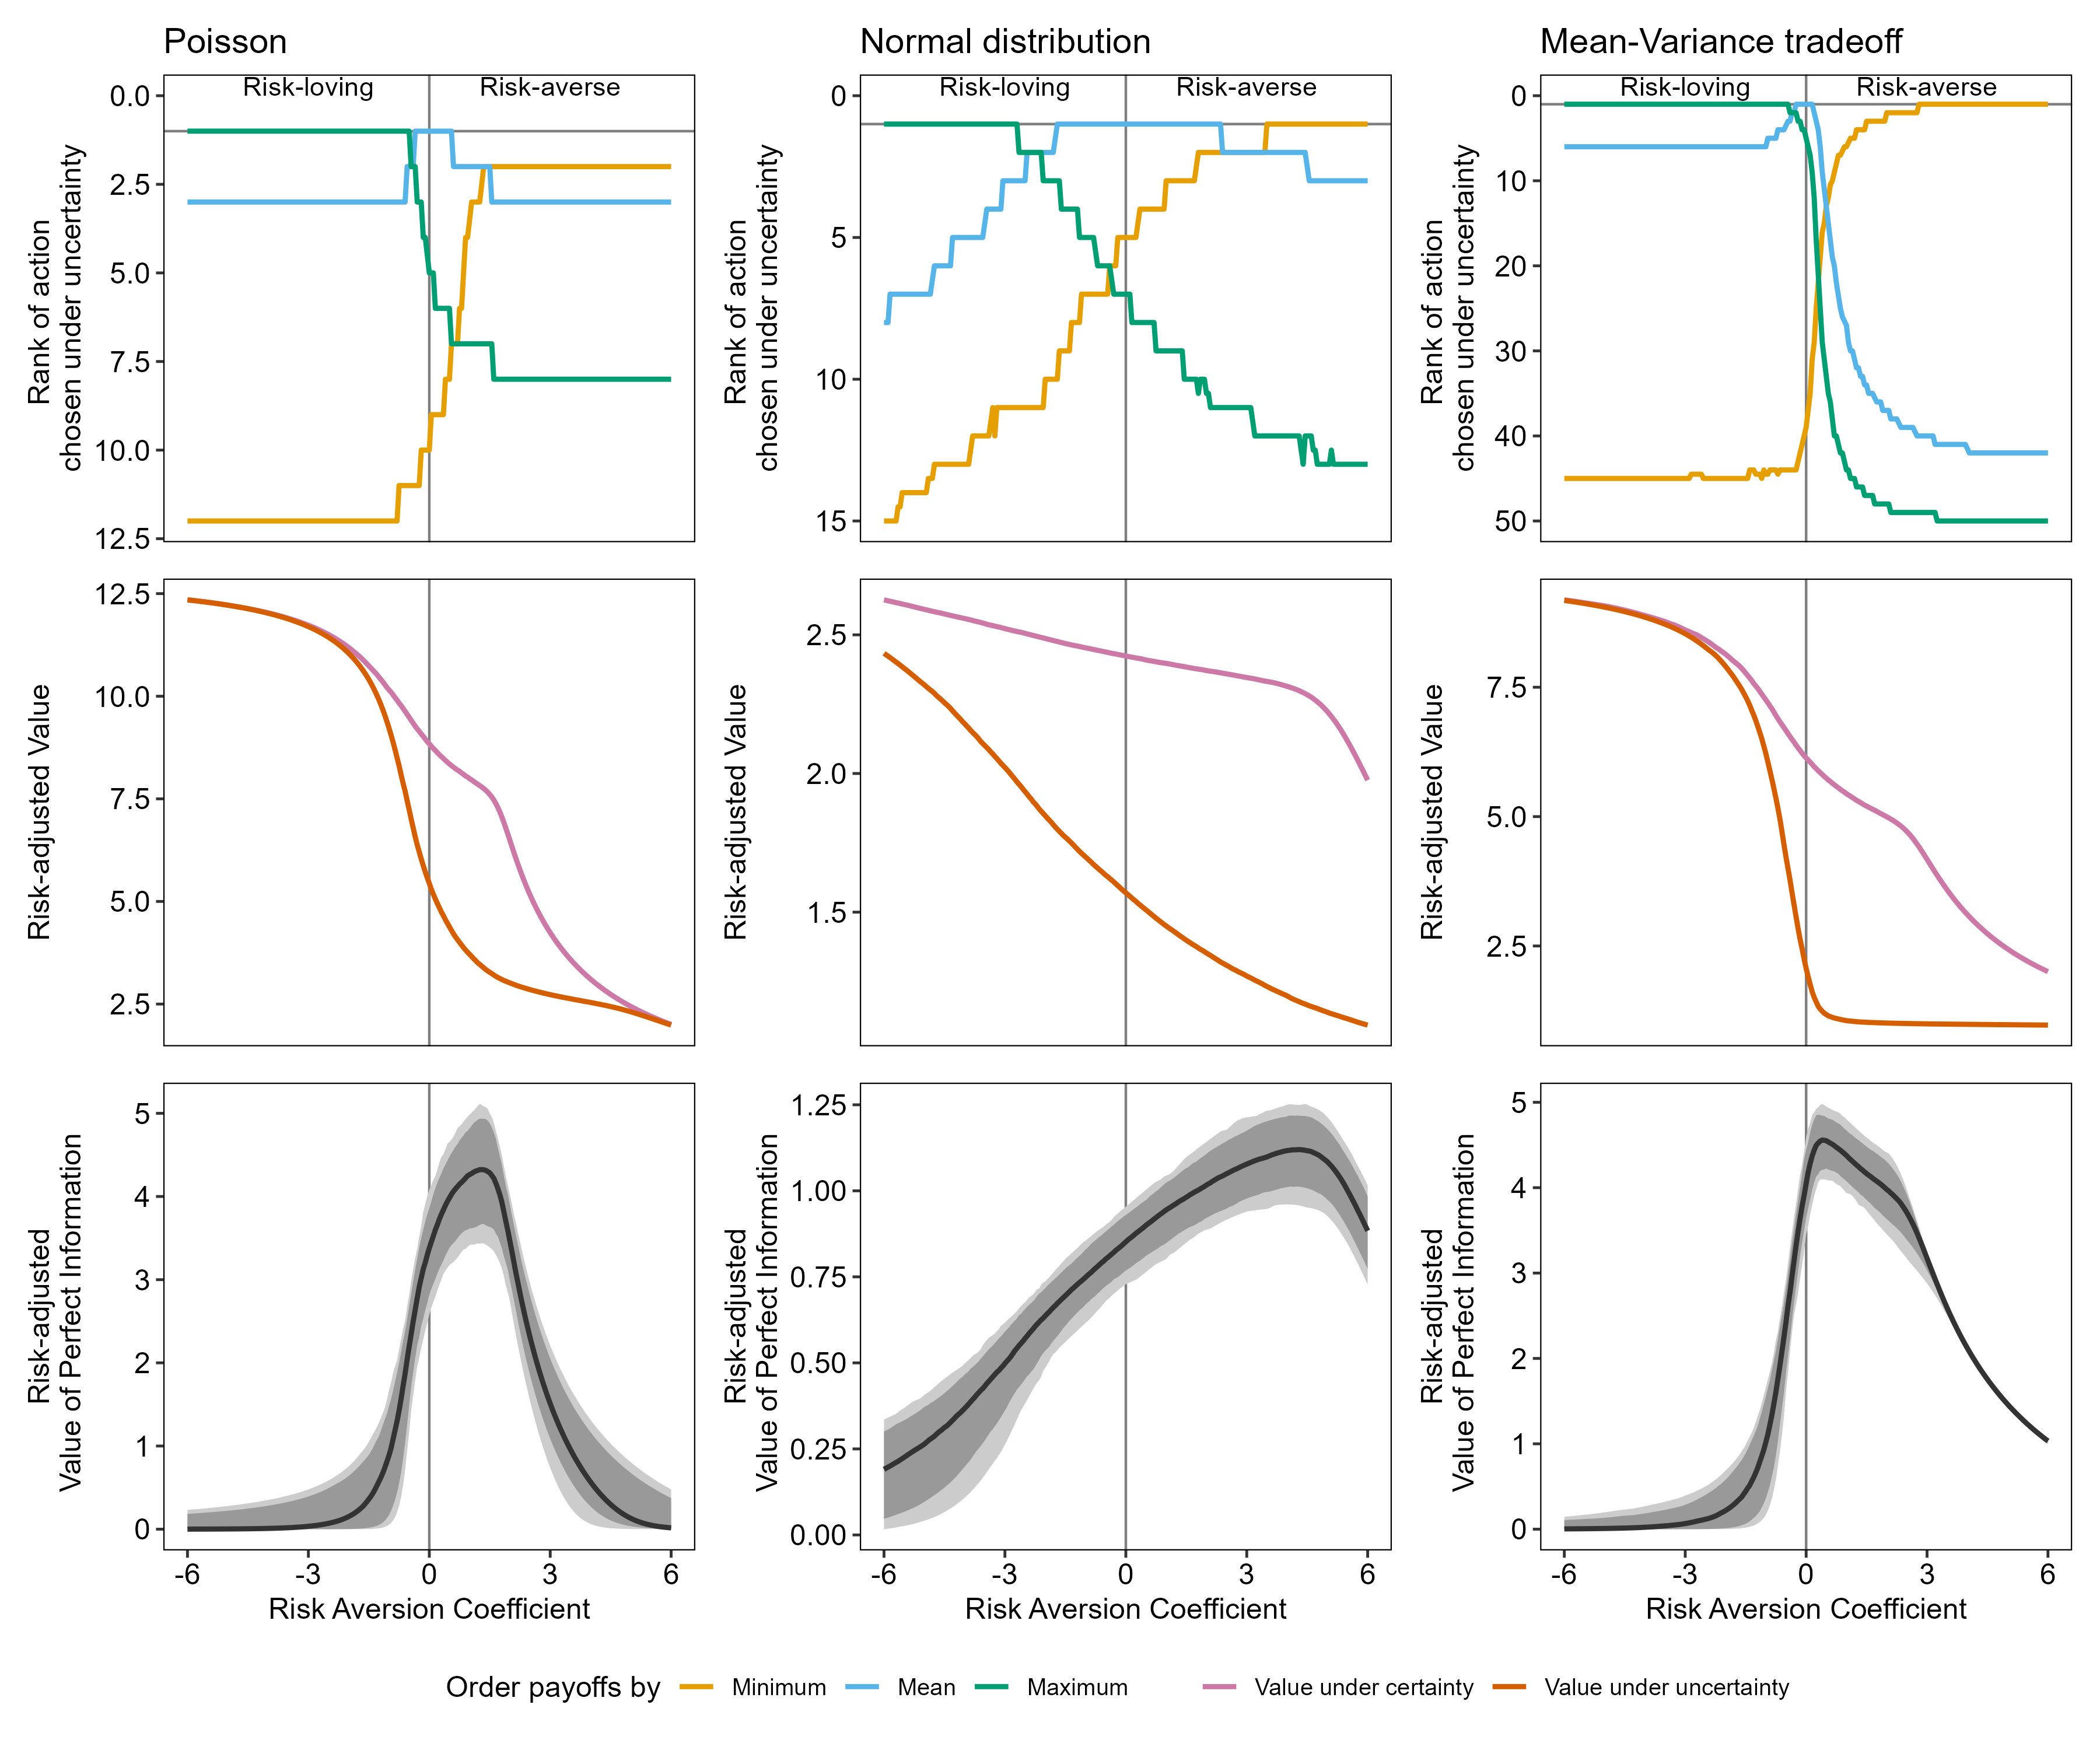 Poisson
Normal distribution
Mean-Variance tradeoff
Risk-loving
Risk-averse
Risk-loving
Risk-averse
Risk-loving
Risk-averse
Rank of action
chosen under uncertainty
0.0
2.5
5.0
7.5
10.0
12.5
Rank of action
chosen under uncertainty
0
5
10
15
Rank of action
chosen under uncertainty
0
10
20
30
40
50
Risk-adjusted Value
12.5
10.0
7.5
5.0
2.5
Risk-adjusted Value
2.5
2.0
1.5
Risk-adjusted Value
7.5
5.0
2.5
Risk-adjusted
Value of Perfect Information
5
4
3
2
1
0
-6 -3 0 3 6
Risk Aversion Coefficient
Risk-adjusted
Value of Perfect Information
1.25
1.00
0.75
0.50
0.25
0.00
-6 -3 0 3 6
Risk Aversion Coefficient
Risk-adjusted
Value of Perfect Information
5
4
3
2
1
0
-6 -3 0 3 6
Risk Aversion Coefficient
Order payoffs by Minimum Mean Maximum Value under certainty Value under uncertainty